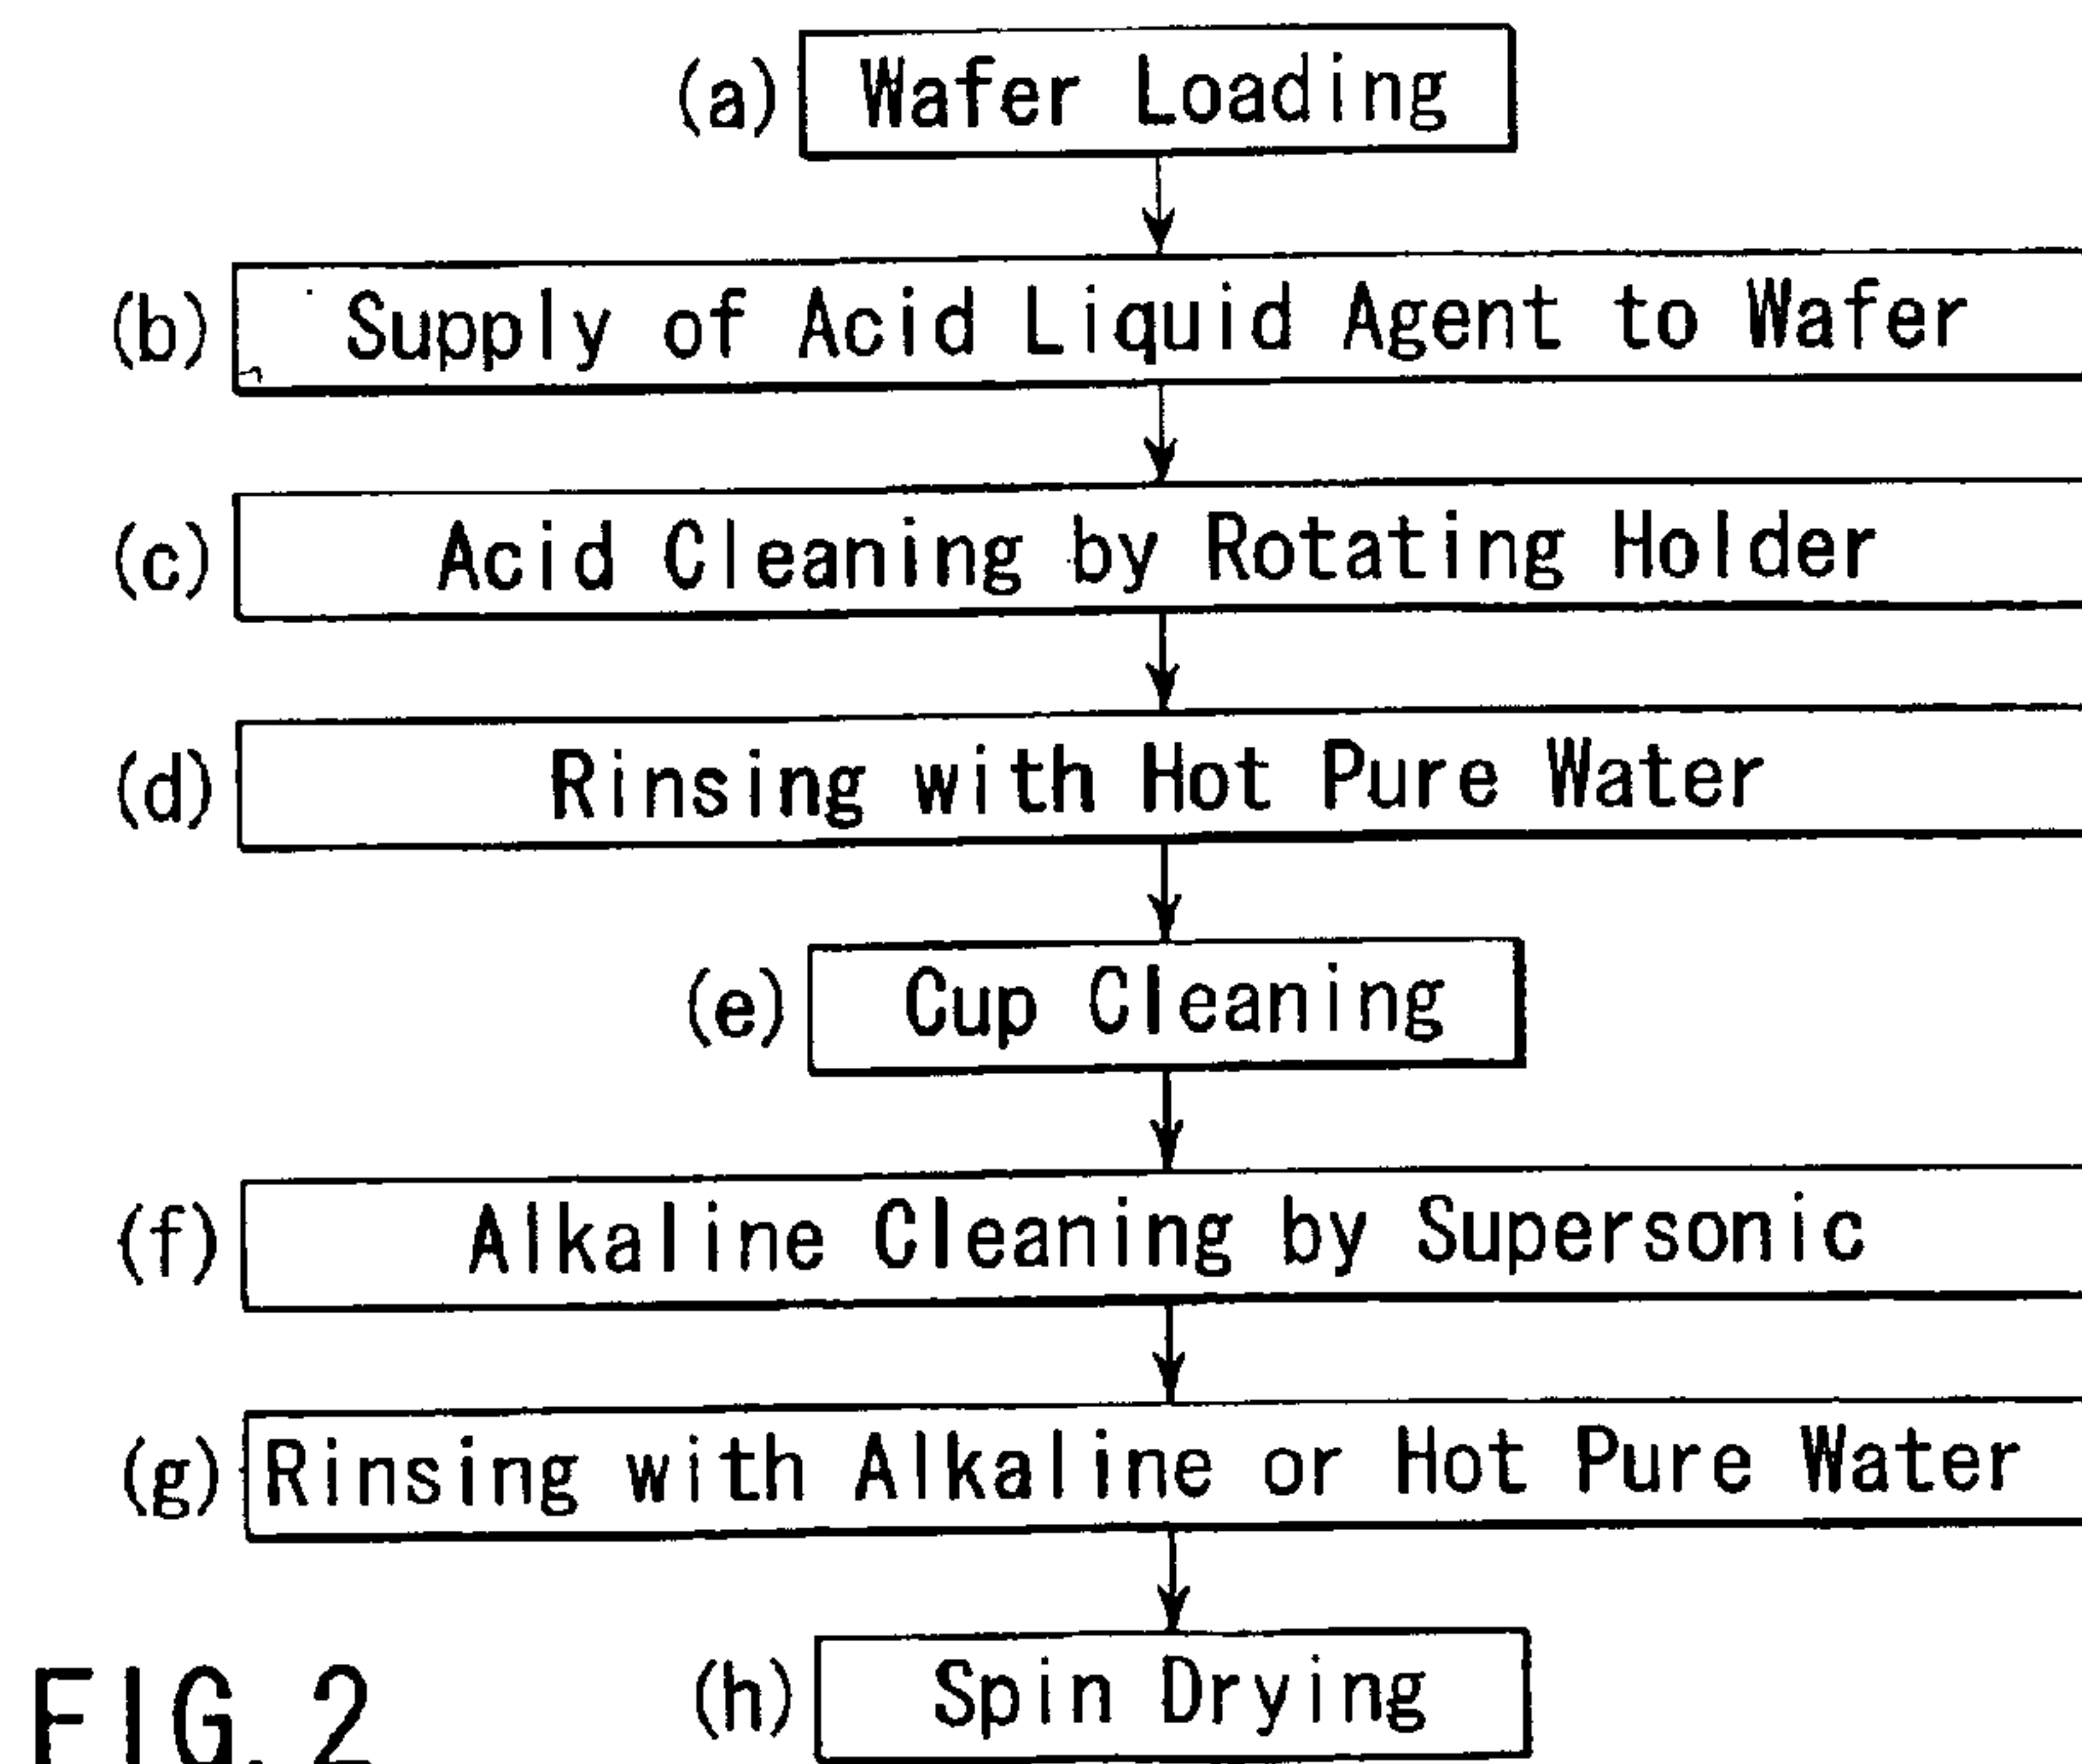 (a) Wafer Loading
(b) Supply of Acid Liquid Agent to Wafer
(c) Acid Cleaning by Rotating Holder
(d) Rinsing with Hot Pure Water
(e) Cup Cleaning
(f) Alkaline Cleaning by Supersonic
(g) Rinsing with Alkaline or Hot Pure Water
(h) Spin Drying
FIG. 2